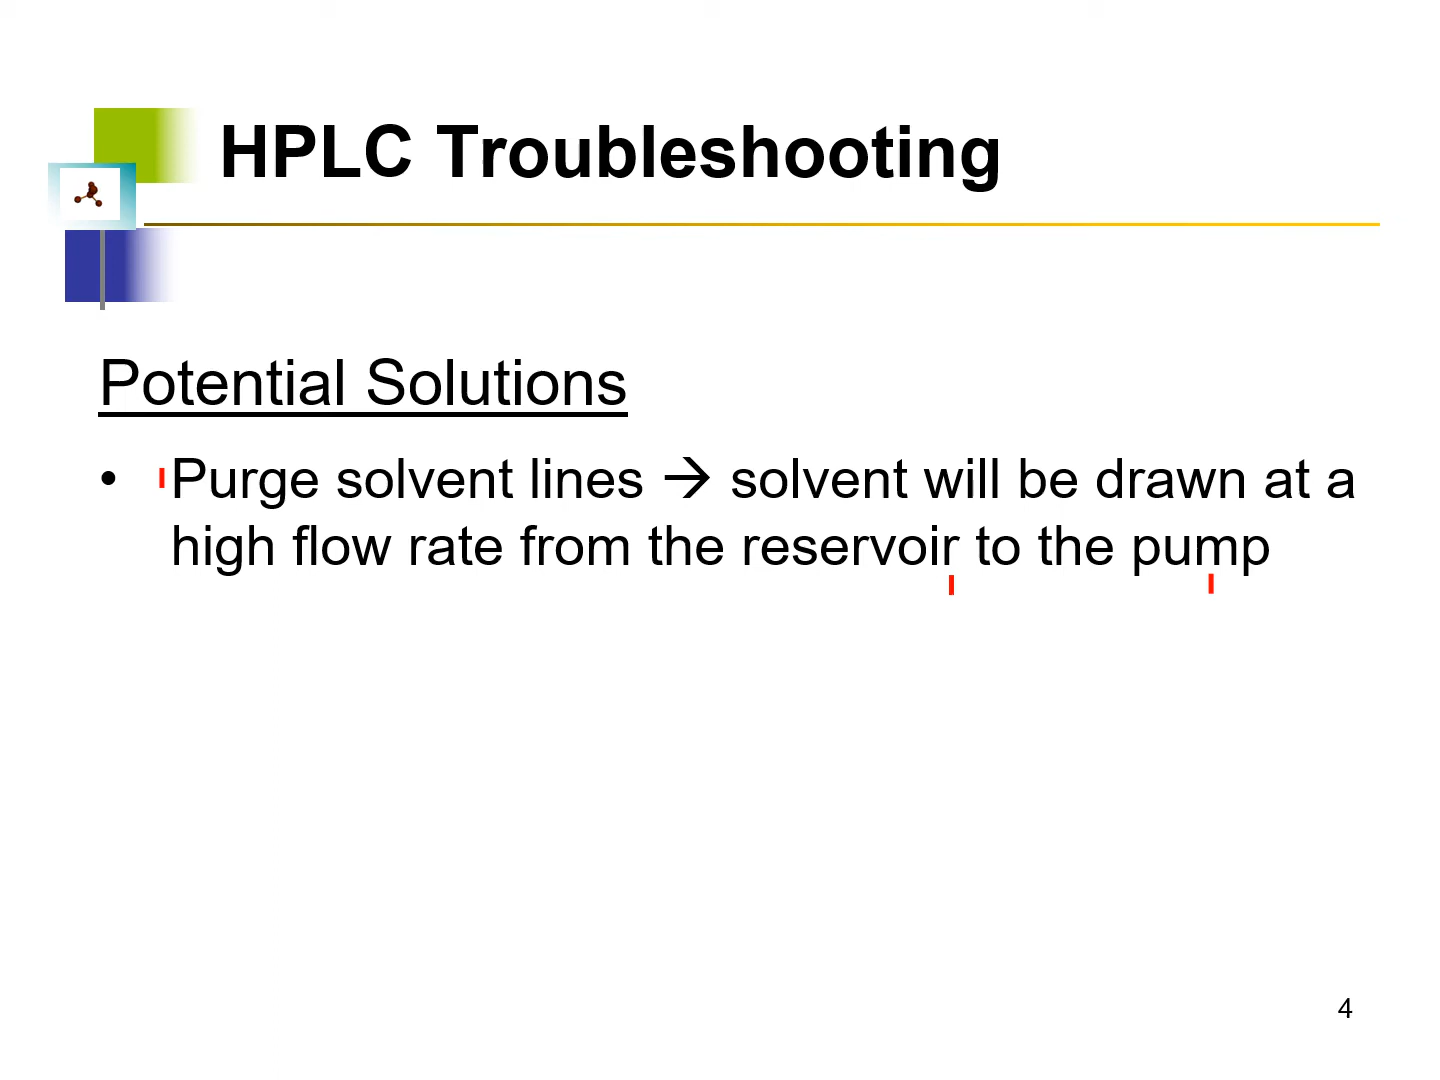 HPLC Troubleshooting
Potential Solutions
• Purge solvent lines → solvent will be drawn at a
high flow rate from the reservoir to the pump
4